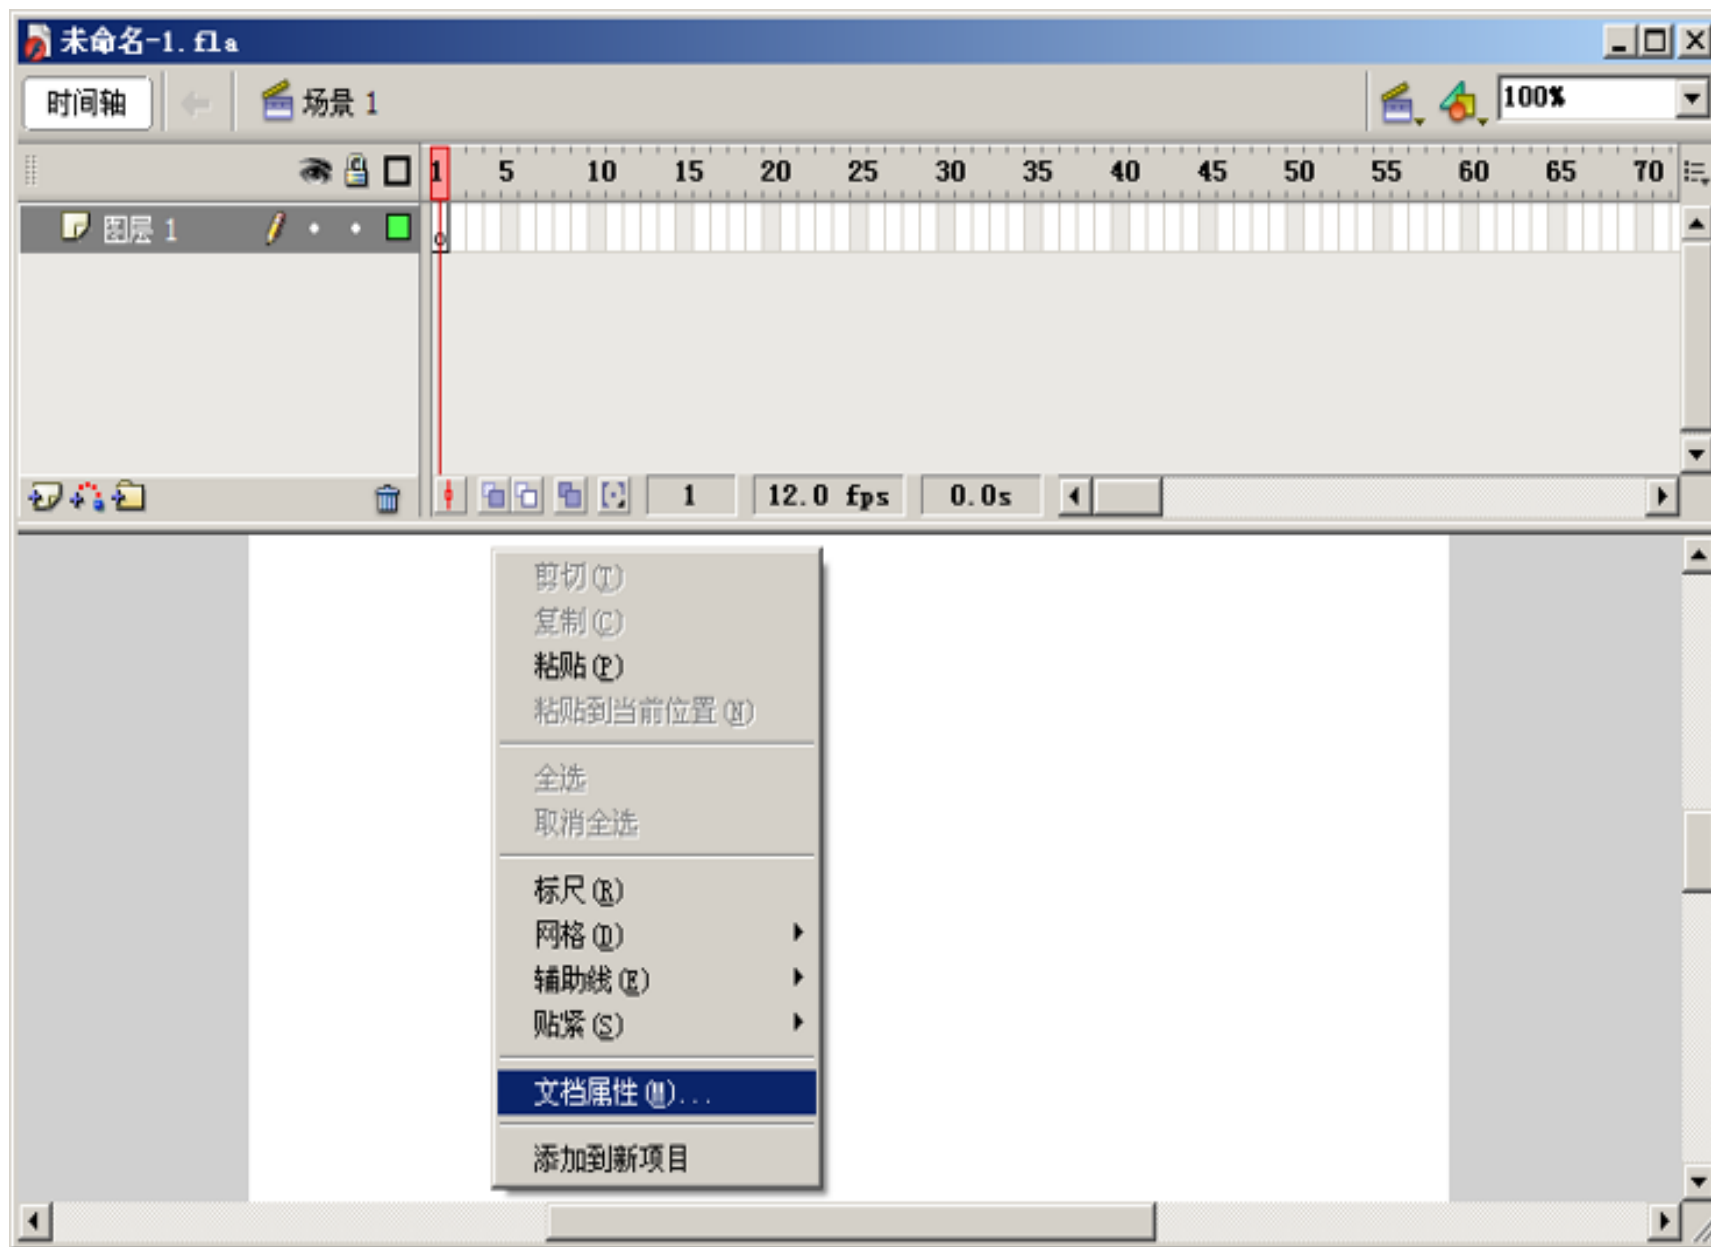 未命名-1.fla
时间轴 场景 1 100%
1 5 10 15 20 25 30 35 40 45 50 55 60 65 70
图层 1
1 12.0 fps 0.0s
剪切(T)
复制(C)
粘贴(P)
粘贴到当前位置(N)
全选
取消全选
标尺(R)
网格(D)
辅助线(E)
贴紧(S)
文档属性(M)...
添加到新项目